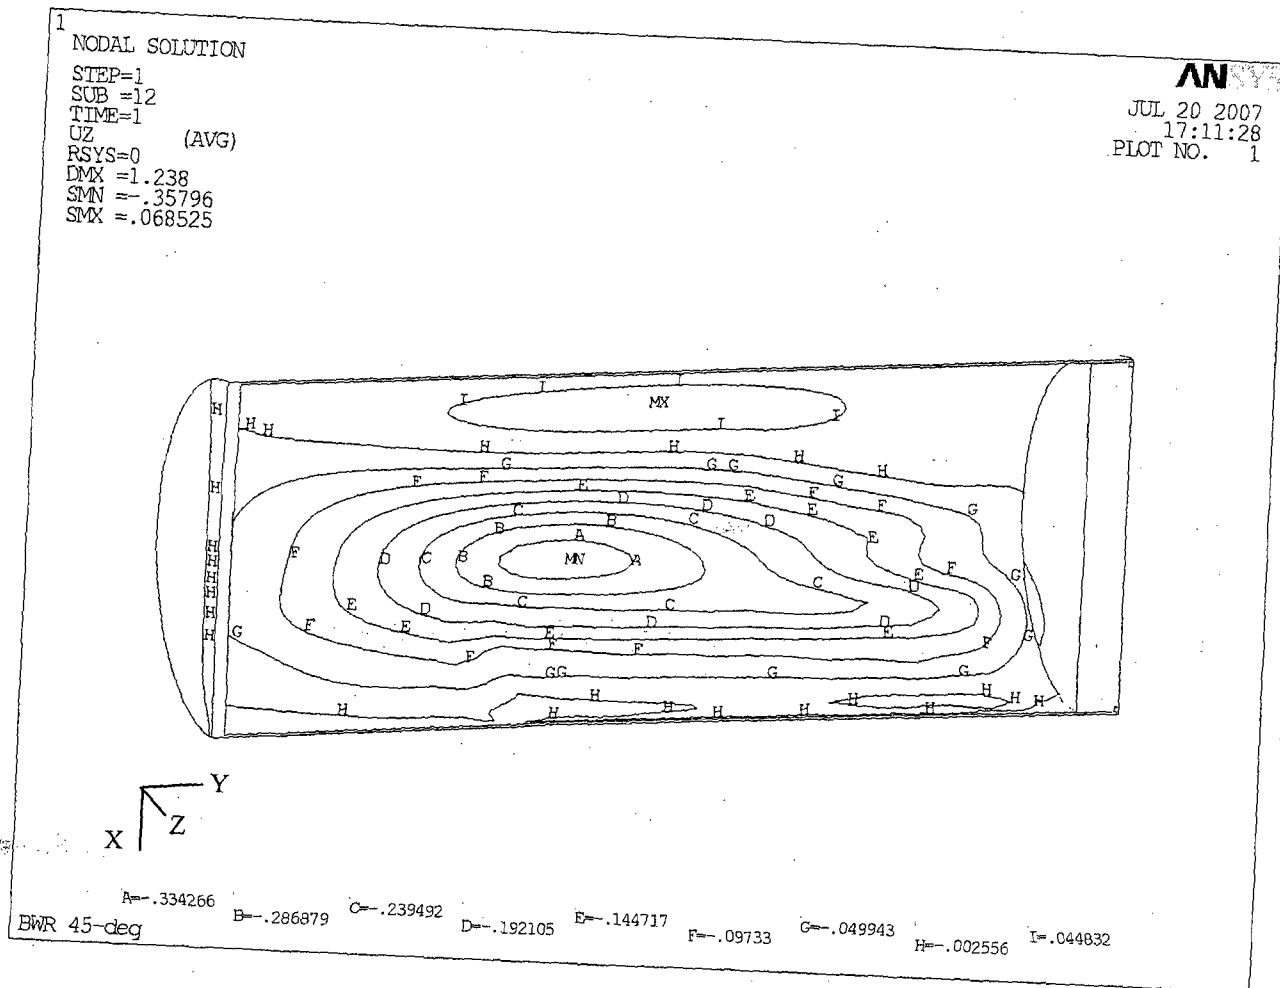 1
NODAL SOLUTION
STEP=1
SUB =12
TIME=1
UZ (AVG)
RSYS=0
DMX =1.238
SMN =-.35796
SMX =.068525
ANSYS
JUL 20 2007
17:11:28
PLOT NO. 1
I I
I MX I
I
H
H H
H H H H
G G G G
F F F F
E E E E
D D D
C C
B B
A
G
H
H
H
H
H
H
H
F D C B MN A E F G
B C D E
E D C C D D
G F E E E F G
F F F
GG G G
H H H H H H
H H H H H
Y
Z
X
A=-.334266
B=-.286879
C=-.239492
D=-.192105
E=-.144717
F=-.09733
G=-.049943
H=-.002556
I=.044832
BWR 45-deg